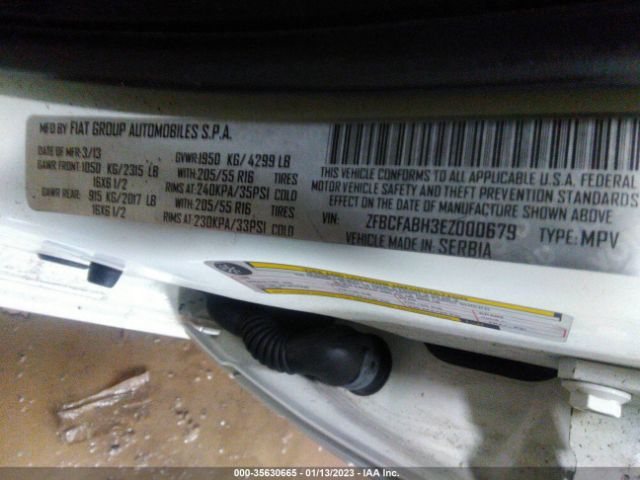 MFD BY FIAT GROUP AUTOMOBILES S.P.A.
DATE OF MFR: 3/13 GVWR: 1950 KG/ 4299 LB
GAWR FRONT: 1050 KG/2315 LB WITH: 205/55 R16 TIRES
16X6 1/2 RIMS AT: 240KPA/35PSI COLD
GAWR REAR: 915 KG/2017 LB WITH: 205/55 R16 TIRES
16X6 1/2 RIMS AT: 230KPA/33PSI COLD
THIS VEHICLE CONFORMS TO ALL APPLICABLE U.S.A. FEDERAL
MOTOR VEHICLE SAFETY AND THEFT PREVENTION STANDARDS
EFFECT ON THE DATE OF MANUFACTURE SHOWN ABOVE
VIN: ZFBCFABH3EZ000679 TYPE: MPV
VEHICLE MADE IN: SERBIA
000-35630665 - 01/13/2023 - IAA Inc.